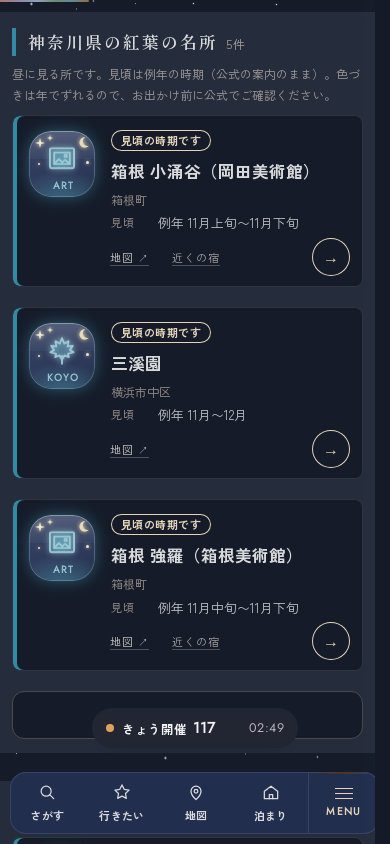 神奈川県の紅葉の名所 5件
昼に見る所です。見頃は例年の時期（公式の案内のまま）。色づ
きは年でずれるので、お出かけ前に公式でご確認ください。
見頃の時期です
ART
箱根 小涌谷（岡田美術館）
箱根町
見頃 例年 11月上旬〜11月下旬
地図 ↗ 近くの宿
→
見頃の時期です
KOYO
三溪園
横浜市中区
見頃 例年 11月〜12月
地図 ↗
→
見頃の時期です
ART
箱根 強羅（箱根美術館）
箱根町
見頃 例年 11月中旬〜11月下旬
地図 ↗ 近くの宿
→
きょう開催 117 02:49
さがす 行きたい 地図 泊まり MENU